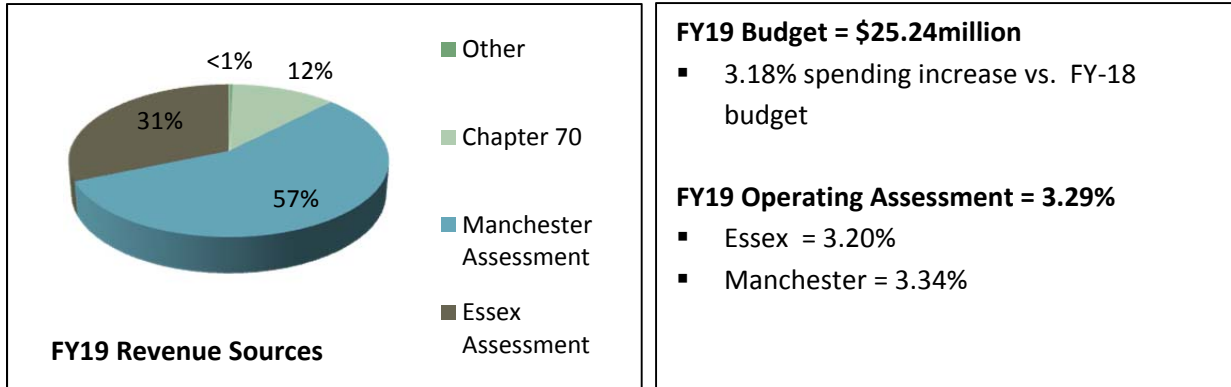 <1%
12%
31%
57%
Other
Chapter 70
Manchester
Assessment
Essex
Assessment
FY19 Revenue Sources
FY19 Budget = $25.24million
▪ 3.18% spending increase vs.  FY-18
budget
FY19 Operating Assessment = 3.29%
▪ Essex  = 3.20%
▪ Manchester = 3.34%